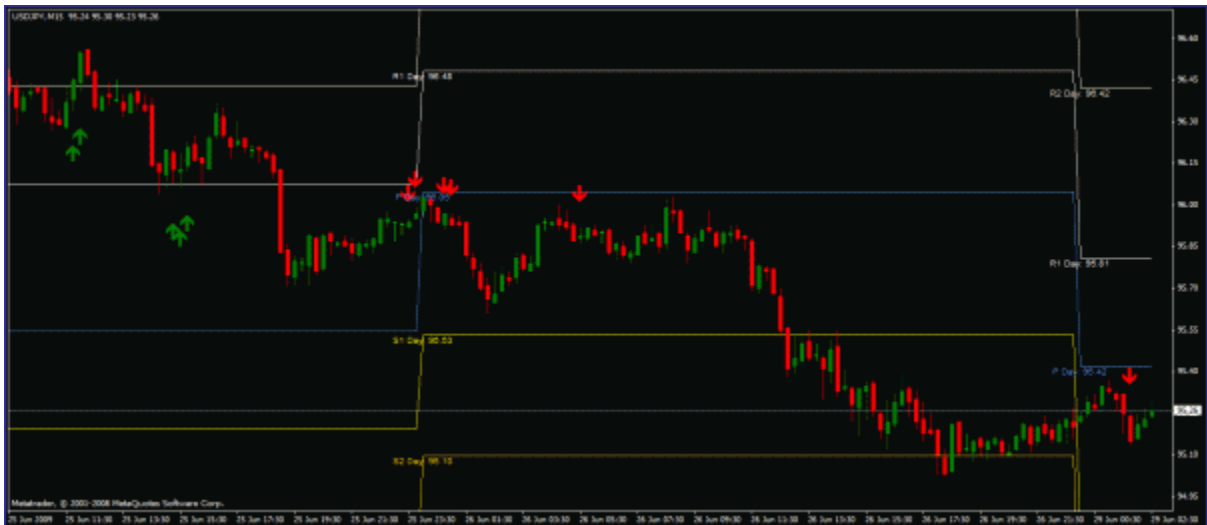 USDJPY,M15 95.24 95.30 95.23 95.26
96.60
R1 Day 96.48
96.45
R2 Day 96.42
96.30
96.15
P Day
96.00
95.85
R1 Day 95.81
95.70
95.55
S1 Day 95.53
95.40
P Day 95.42
95.26
S2 Day 95.10
95.10
94.95
Metatrader, © 2001-2008 MetaQuotes Software Corp.
25 Jun 2009 25 Jun 11:30 25 Jun 13:30 25 Jun 15:30 25 Jun 17:30 25 Jun 19:30 25 Jun 21:30 25 Jun 23:30 26 Jun 01:30 26 Jun 03:30 26 Jun 05:30 26 Jun 07:30 26 Jun 09:30 26 Jun 11:30 26 Jun 13:30 26 Jun 15:30 26 Jun 17:30 26 Jun 19:30 26 Jun 21:30 29 Jun 00:30 29 Jun 02:30